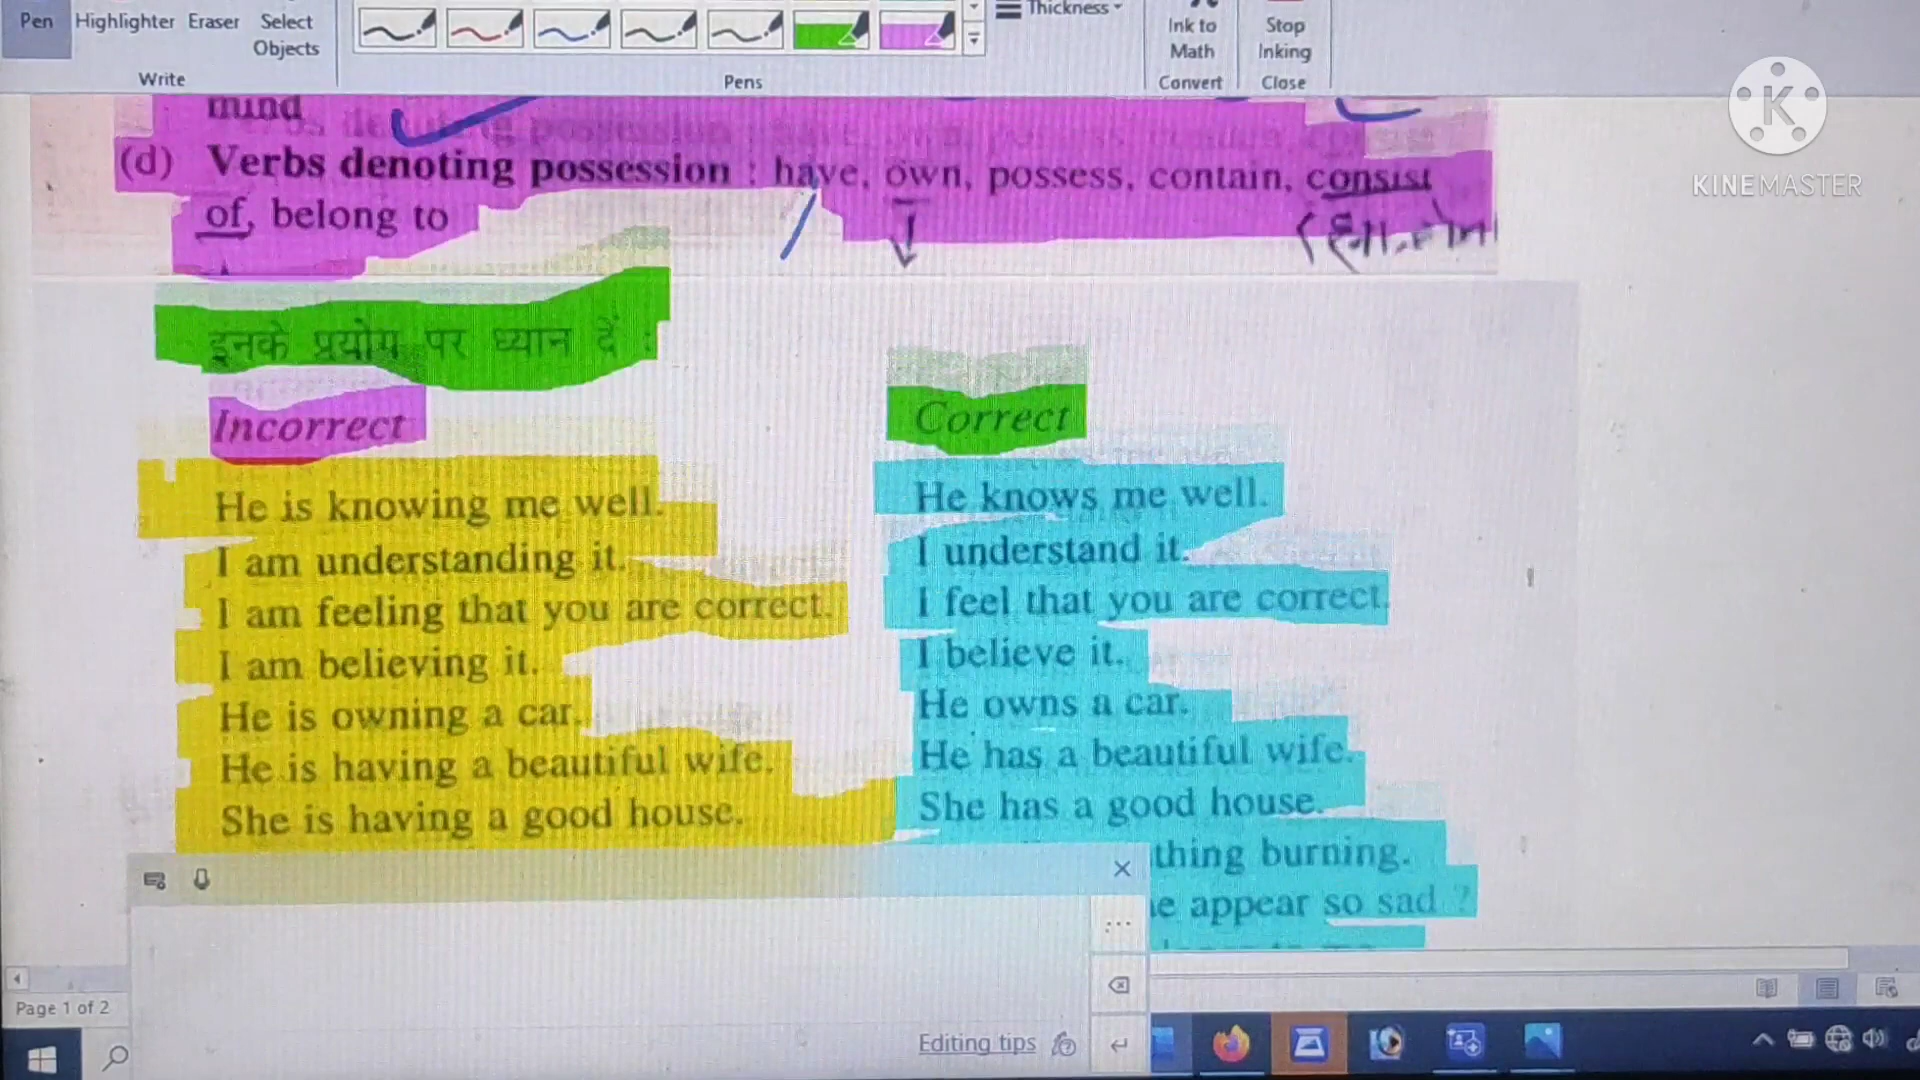 Pen Highlighter Eraser Select Objects
Write
Pens
Thickness
Ink to Math
Convert
Stop Inking
Close
KINEMASTER
mind
(d) Verbs denoting possession : have, own, possess, contain, consist
of, belong to
इनके प्रयोग पर ध्यान दें :
Incorrect
Correct
He is knowing me well.
He knows me well.
I am understanding it.
I understand it.
I am feeling that you are correct.
I feel that you are correct.
I am believing it.
I believe it.
He is owning a car.
He owns a car.
He is having a beautiful wife.
He has a beautiful wife.
She is having a good house.
She has a good house.
thing burning.
appear so sad ?
Page 1 of 2
Editing tips